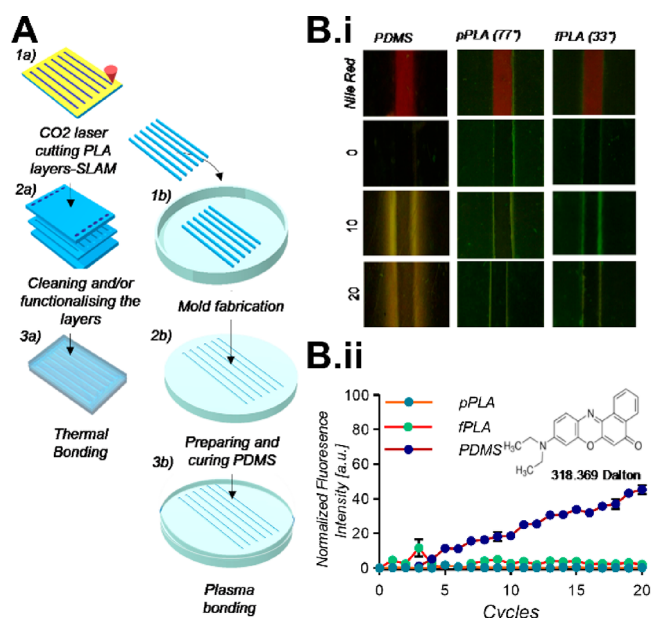 A
1a)
CO2 laser
cutting PLA
layers-SLAM
2a)
Cleaning and/or
functionalising the
layers
3a)
Thermal
Bonding
1b)
Mold fabrication
2b)
Preparing and
curing PDMS
3b)
Plasma
bonding
B.i
PDMS
pPLA (77°)
fPLA (33°)
Nile Red
0
10
20
B.ii
Normalized Fluoresence
Intensity [a.u.]
100
80
60
40
20
0
pPLA
fPLA
PDMS
N
H₃C
N
O
O
H₃C
318.369 Dalton
0
5
10
15
20
Cycles